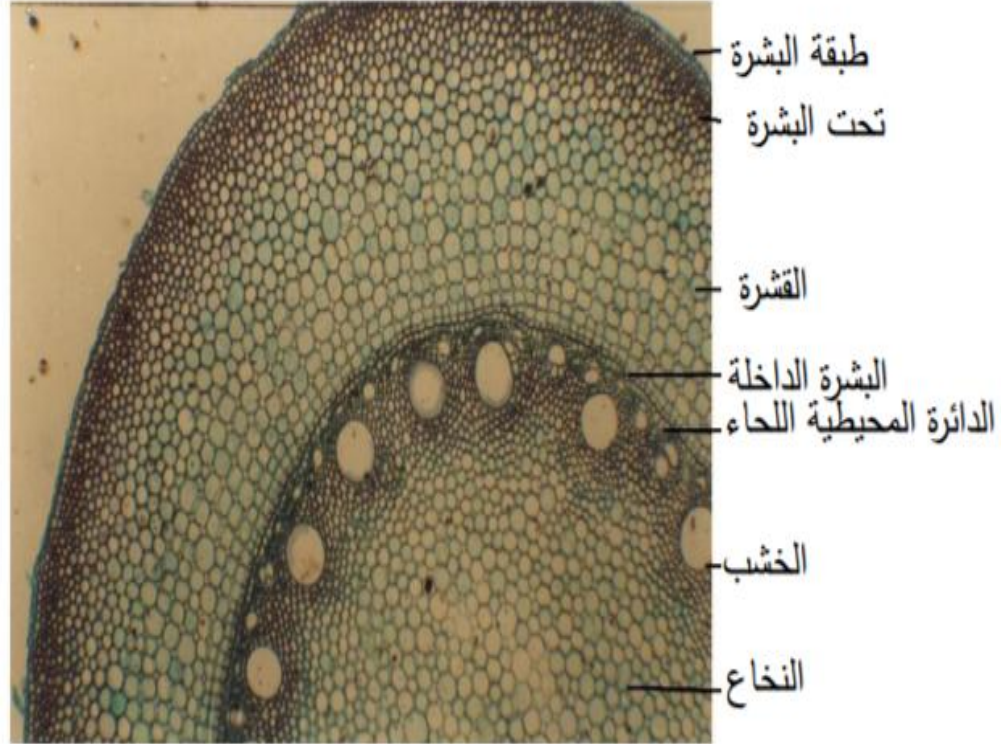 طبقة البشرة
تحت البشرة
القشرة
البشرة الداخلة
الدائرة المحيطية اللحاء
الخشب
النخاع